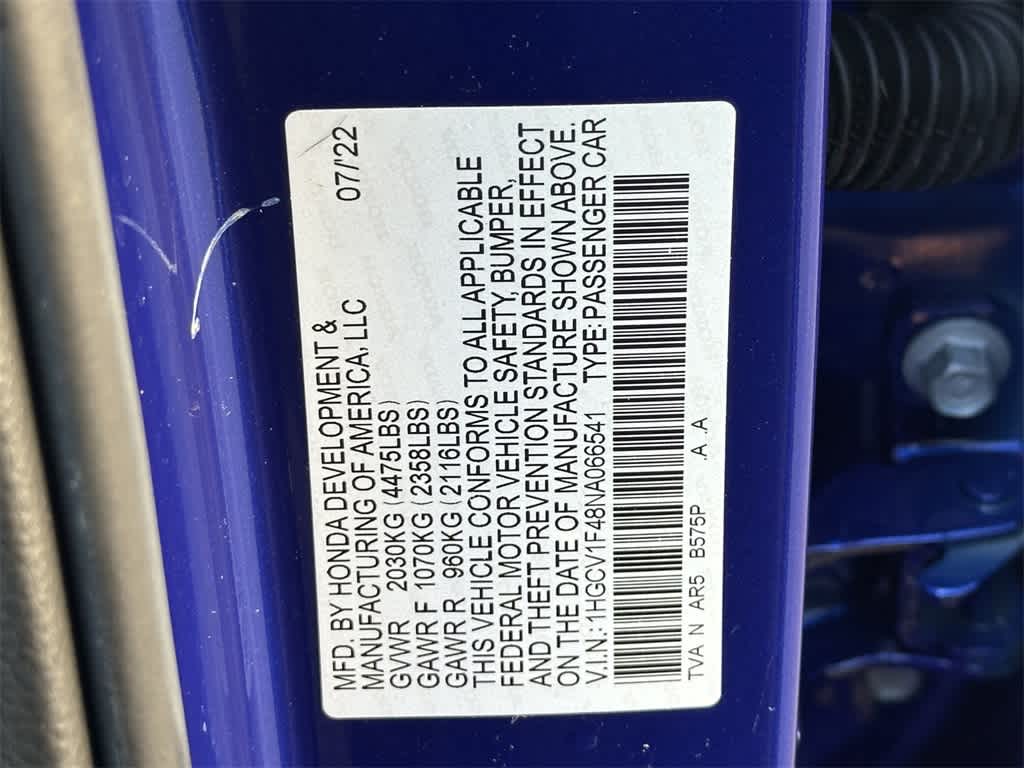 MFD. BY HONDA DEVELOPMENT &
MANUFACTURING OF AMERICA, LLC 07/'22
GVWR 2030KG (4475LBS)
GAWR F 1070KG (2358LBS)
GAWR R 960KG (2116LBS)
THIS VEHICLE CONFORMS TO ALL APPLICABLE
FEDERAL MOTOR VEHICLE SAFETY, BUMPER,
AND THEFT PREVENTION STANDARDS IN EFFECT
ON THE DATE OF MANUFACTURE SHOWN ABOVE.
V.I.N.:1HGCV1F48NA066541 TYPE:PASSENGER CAR
TVA N AR5 B575P .A .A